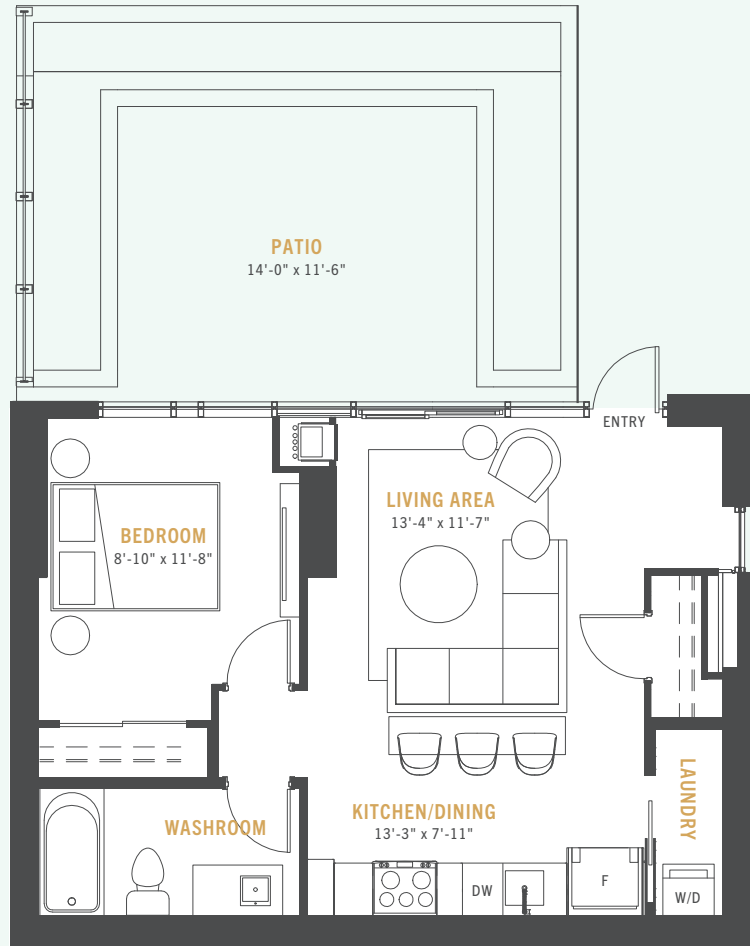 PATIO
14'-0" x 11'-6"
ENTRY
LIVING AREA
13'-4" x 11'-7"
BEDROOM
8'-10" x 11'-8"
LAUNDRY
KITCHEN/DINING
13'-3" x 7'-11"
WASHROOM
DW
F
W/D